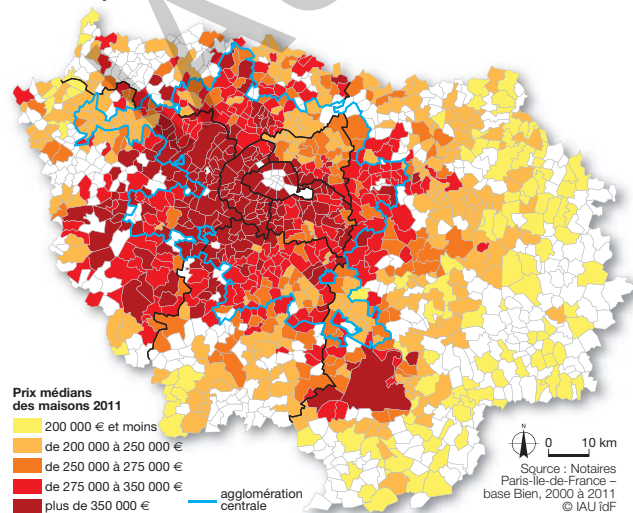 Prix médians
des maisons 2011
200 000 € et moins
de 200 000 à 250 000 €
de 250 000 à 275 000 €
de 275 000 à 350 000 €
plus de 350 000 €
agglomération
centrale
N
0 10 km
Source : Notaires
Paris-Île-de-France –
base Bien, 2000 à 2011
© IAU îdF